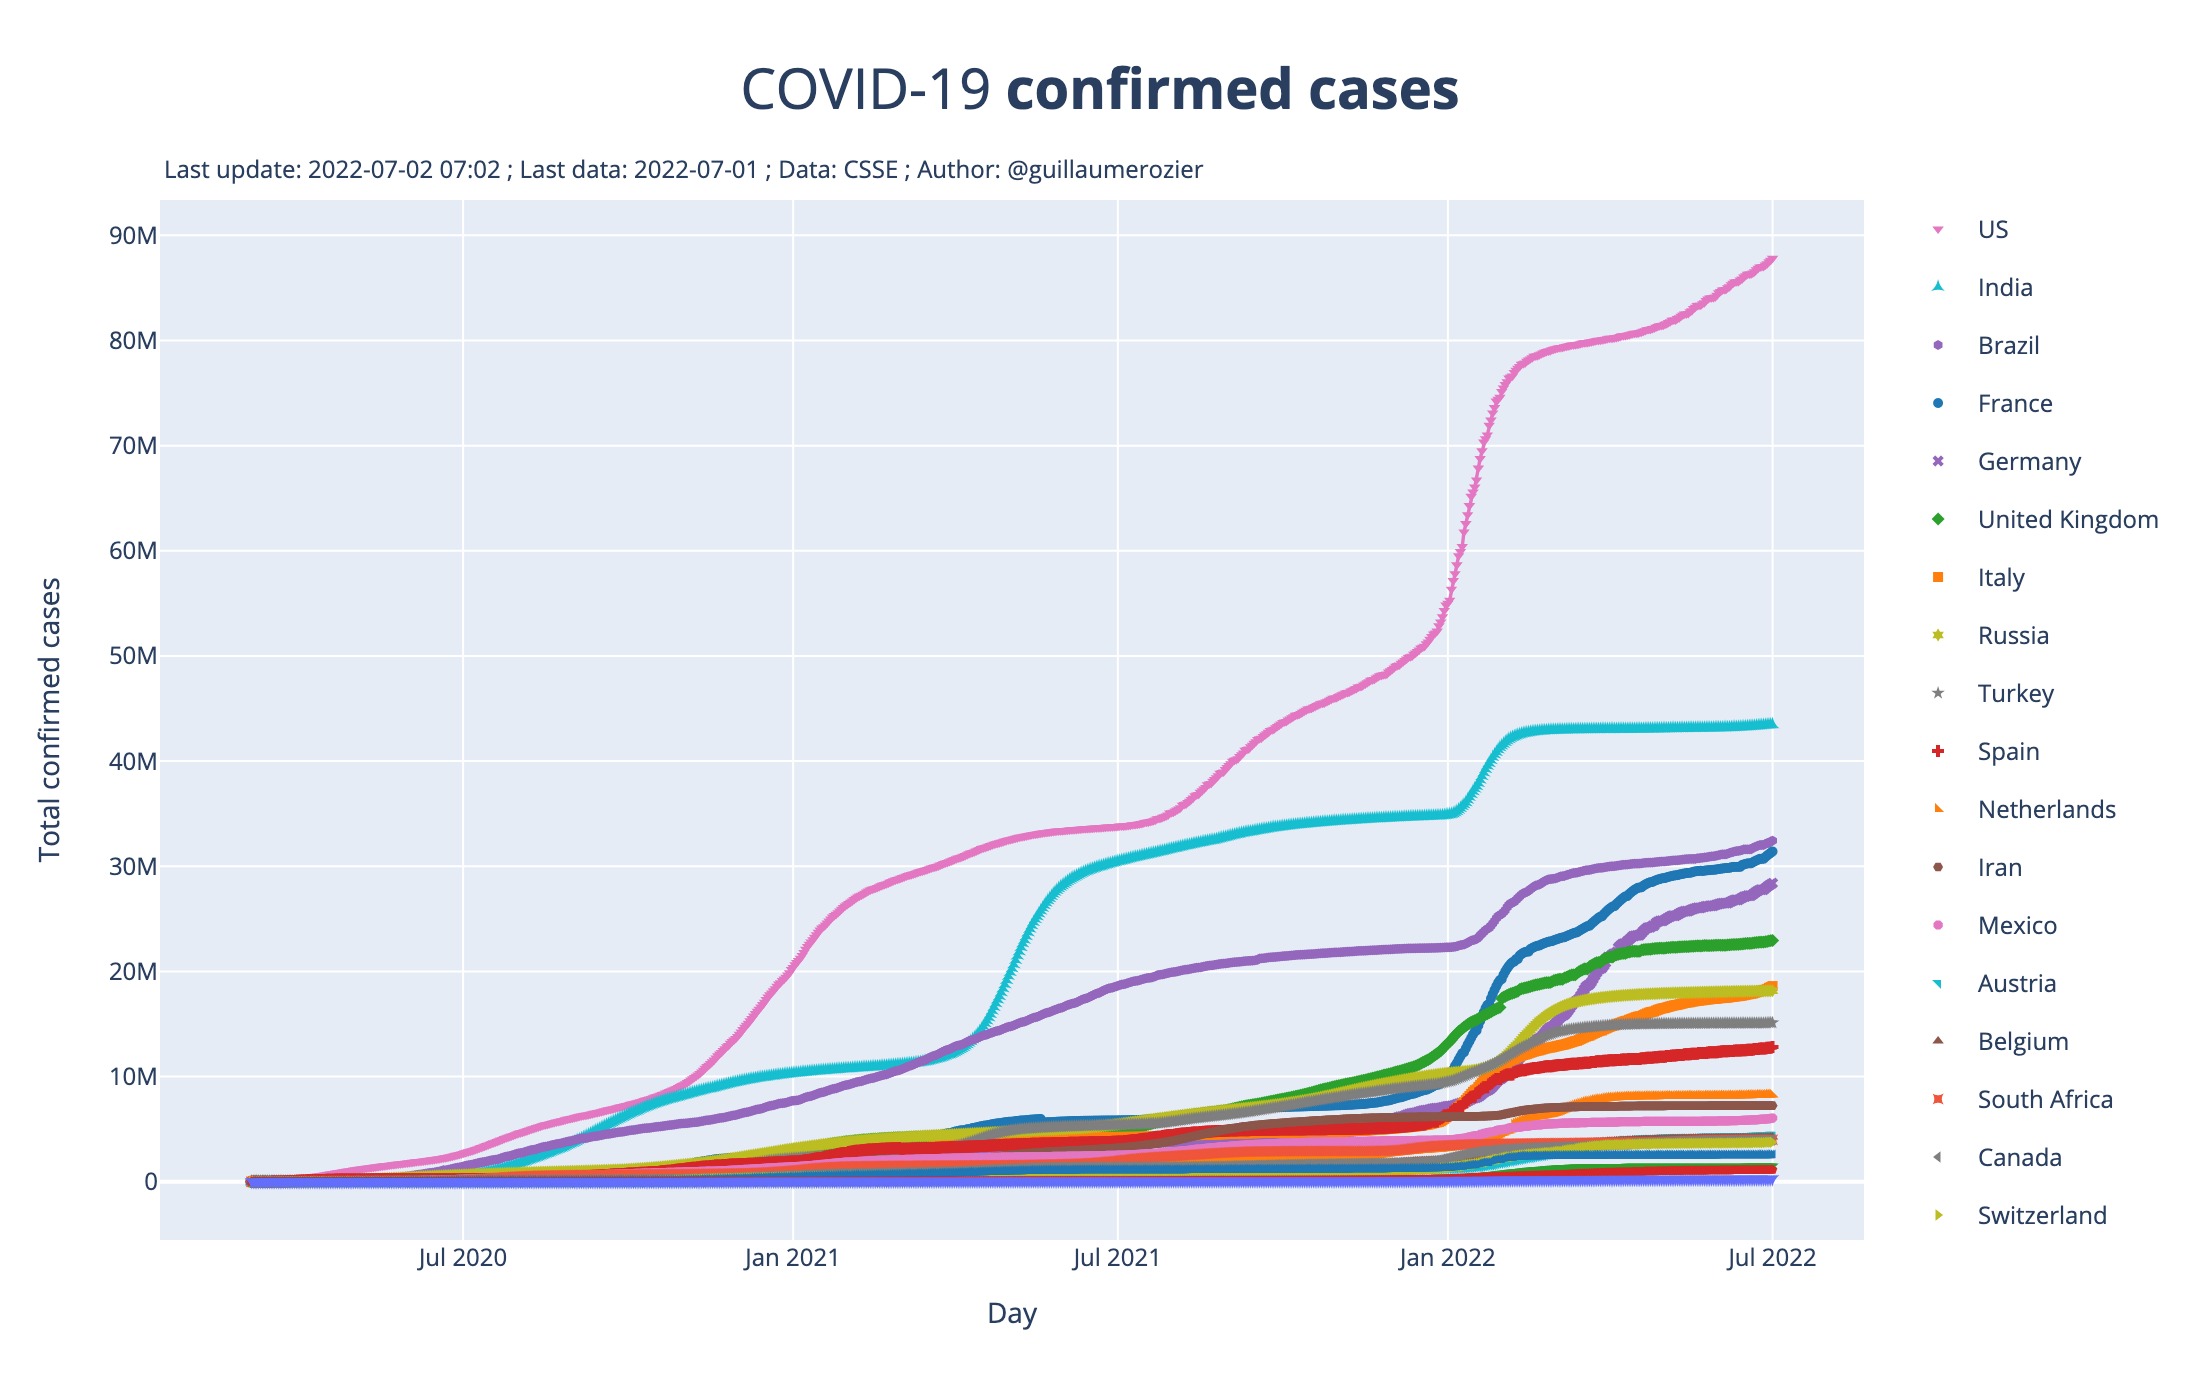 COVID-19 confirmed cases
Last update: 2022-07-02 07:02 ; Last data: 2022-07-01 ; Data: CSSE ; Author: @guillaumerozier
Total confirmed cases
90M
80M
70M
60M
50M
40M
30M
20M
10M
0
Jul 2020
Jan 2021
Jul 2021
Jan 2022
Jul 2022
Day
US
India
Brazil
France
Germany
United Kingdom
Italy
Russia
Turkey
Spain
Netherlands
Iran
Mexico
Austria
Belgium
South Africa
Canada
Switzerland